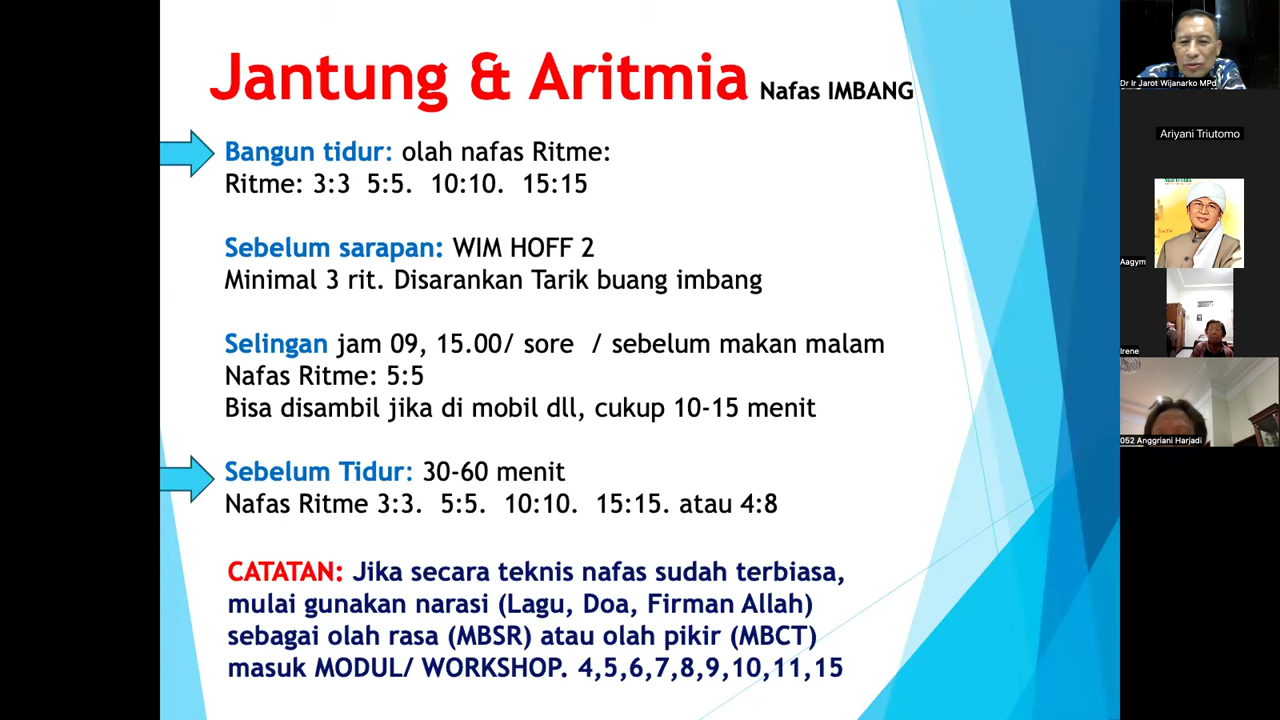 Jantung & Aritmia Nafas IMBANG
Bangun tidur: olah nafas Ritme:
Ritme: 3:3 5:5. 10:10. 15:15
Sebelum sarapan: WIM HOFF 2
Minimal 3 rit. Disarankan Tarik buang imbang
Selingan jam 09, 15.00/ sore / sebelum makan malam
Nafas Ritme: 5:5
Bisa disambil jika di mobil dll, cukup 10-15 menit
Sebelum Tidur: 30-60 menit
Nafas Ritme 3:3. 5:5. 10:10. 15:15. atau 4:8
CATATAN: Jika secara teknis nafas sudah terbiasa,
mulai gunakan narasi (Lagu, Doa, Firman Allah)
sebagai olah rasa (MBSR) atau olah pikir (MBCT)
masuk MODUL/ WORKSHOP. 4,5,6,7,8,9,10,11,15
Dr Ir Jarot Wijanarko MPd
Ariyani Triutomo
Aagym
Irene
052 Anggriani Harjadi